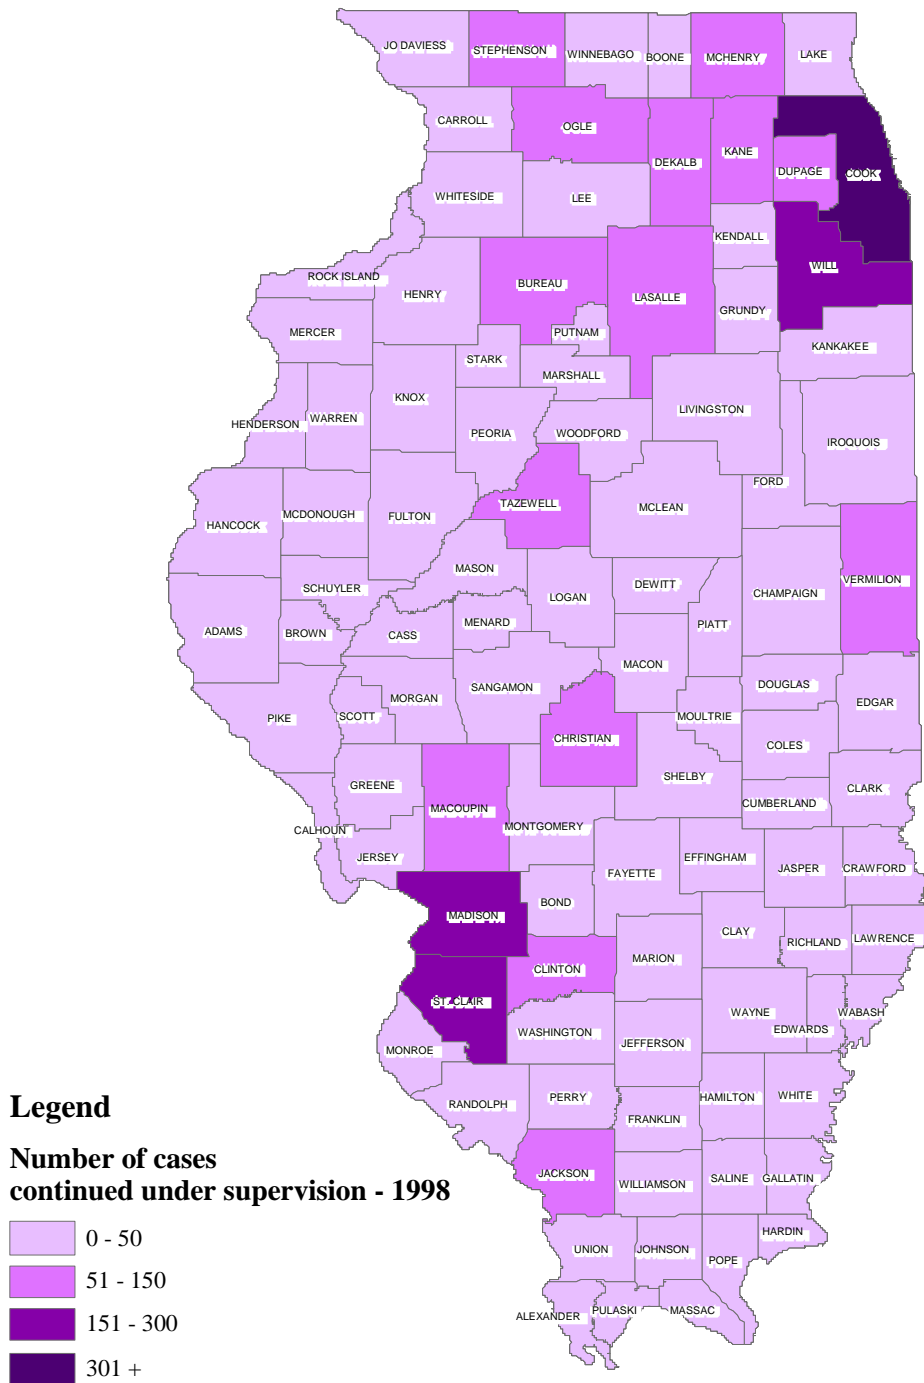 JO DAVIESS
STEPHENSON
WINNEBAGO
BOONE
MCHENRY
LAKE
CARROLL
OGLE
DEKALB
KANE
DUPAGE
COOK
WHITESIDE
LEE
KENDALL
WILL
ROCK ISLAND
HENRY
BUREAU
LASALLE
GRUNDY
MERCER
PUTNAM
KANKAKEE
STARK
MARSHALL
HENDERSON
WARREN
KNOX
PEORIA
WOODFORD
LIVINGSTON
IROQUOIS
FORD
HANCOCK
MCDONOUGH
FULTON
TAZEWELL
MCLEAN
MASON
SCHUYLER
LOGAN
DEWITT
CHAMPAIGN
VERMILION
ADAMS
BROWN
CASS
MENARD
PIATT
MACON
PIKE
SCOTT
MORGAN
SANGAMON
DOUGLAS
EDGAR
MOULTRIE
CHRISTIAN
COLES
GREENE
MACOUPIN
SHELBY
CUMBERLAND
CLARK
CALHOUN
JERSEY
MONTGOMERY
FAYETTE
EFFINGHAM
JASPER
CRAWFORD
MADISON
BOND
CLAY
RICHLAND
LAWRENCE
CLINTON
MARION
ST. CLAIR
WASHINGTON
WAYNE
EDWARDS
WABASH
MONROE
JEFFERSON
RANDOLPH
PERRY
HAMILTON
WHITE
FRANKLIN
JACKSON
WILLIAMSON
SALINE
GALLATIN
UNION
JOHNSON
POPE
HARDIN
ALEXANDER
PULASKI
MASSAC
Legend
Number of cases
continued under supervision - 1998
0 - 50
51 - 150
151 - 300
301 +